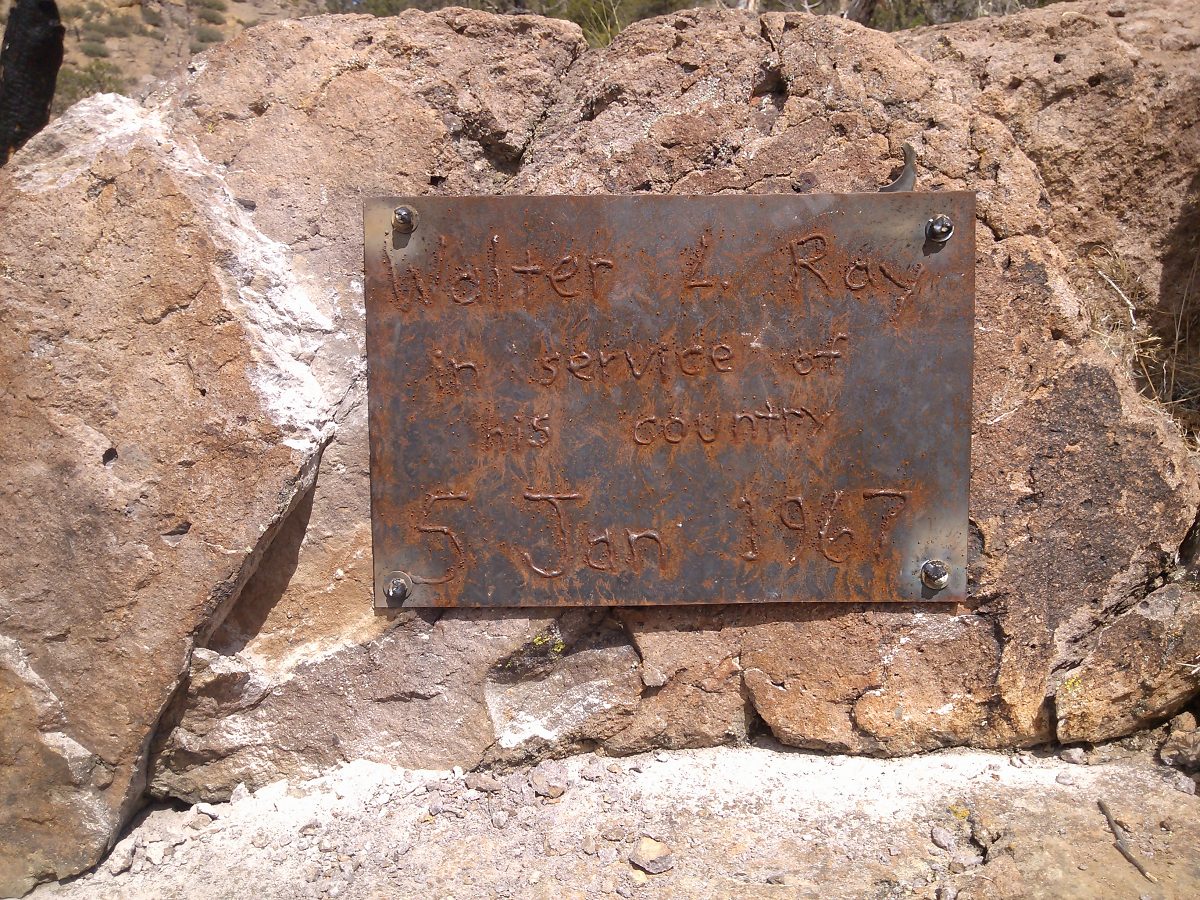 Walter L. Ray
in service of
his country
5 Jan 1967